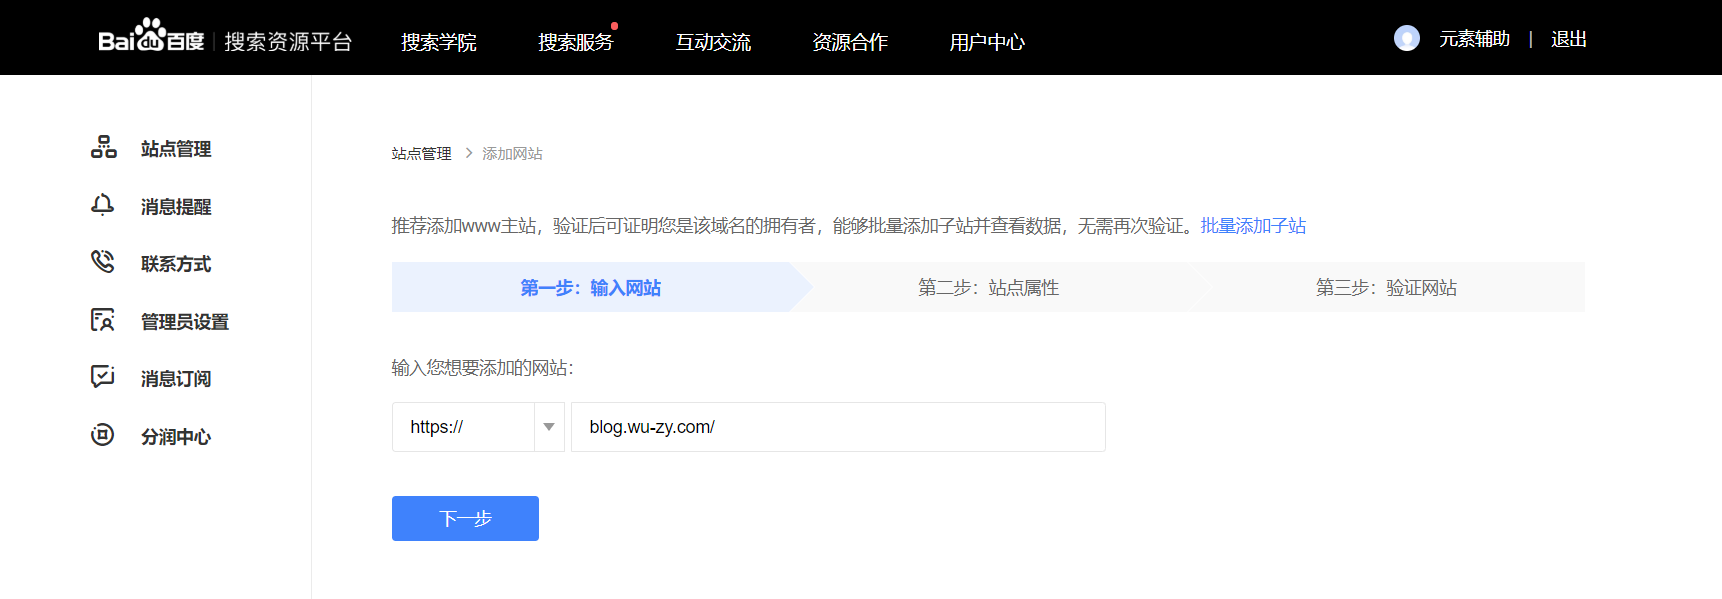 Bai du 百度 | 搜索资源平台 搜索学院 搜索服务 互动交流 资源合作 用户中心 元素辅助 | 退出
站点管理
消息提醒
联系方式
管理员设置
消息订阅
分润中心
站点管理 > 添加网站
推荐添加www主站，验证后可证明您是该域名的拥有者，能够批量添加子站并查看数据，无需再次验证。批量添加子站
第一步：输入网站 第二步：站点属性 第三步：验证网站
输入您想要添加的网站：
https:// blog.wu-zy.com/
下一步